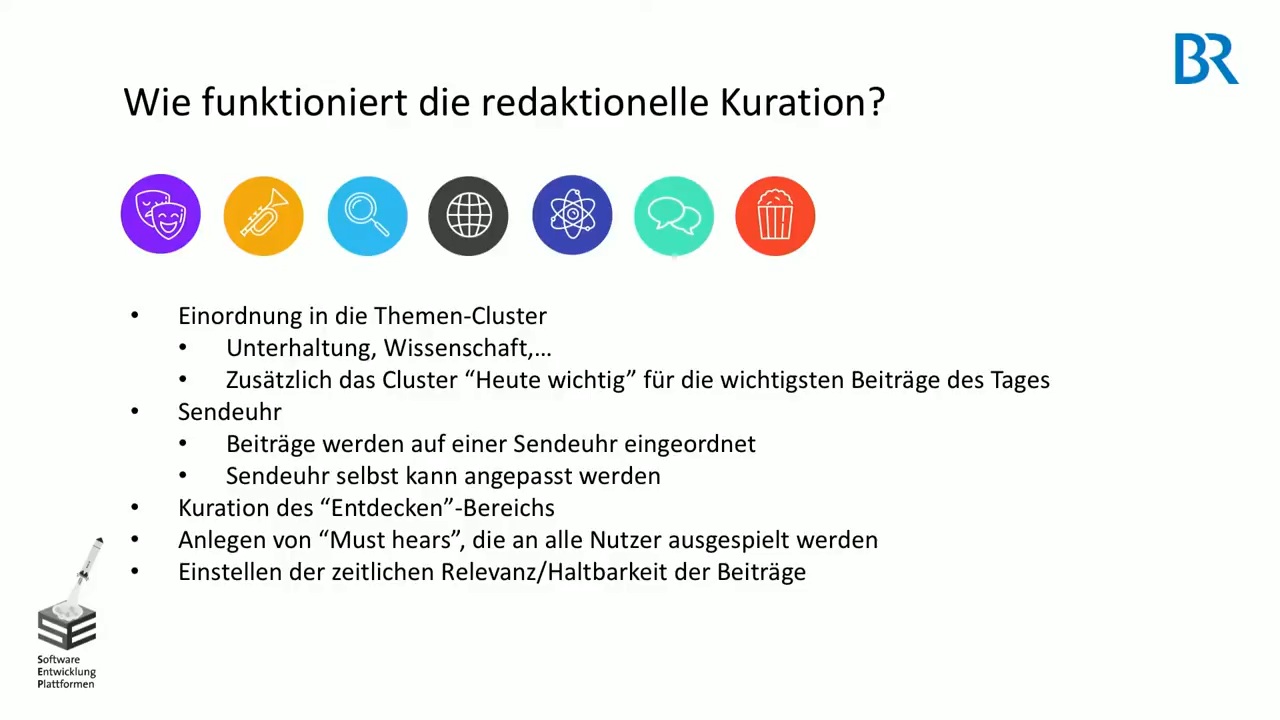 BR
Wie funktioniert die redaktionelle Kuration?
• Einordnung in die Themen-Cluster
• Unterhaltung, Wissenschaft,...
• Zusätzlich das Cluster “Heute wichtig” für die wichtigsten Beiträge des Tages
• Sendeuhr
• Beiträge werden auf einer Sendeuhr eingeordnet
• Sendeuhr selbst kann angepasst werden
• Kuration des “Entdecken”-Bereichs
• Anlegen von “Must hears”, die an alle Nutzer ausgespielt werden
• Einstellen der zeitlichen Relevanz/Haltbarkeit der Beiträge
Software
Entwicklung
Plattformen